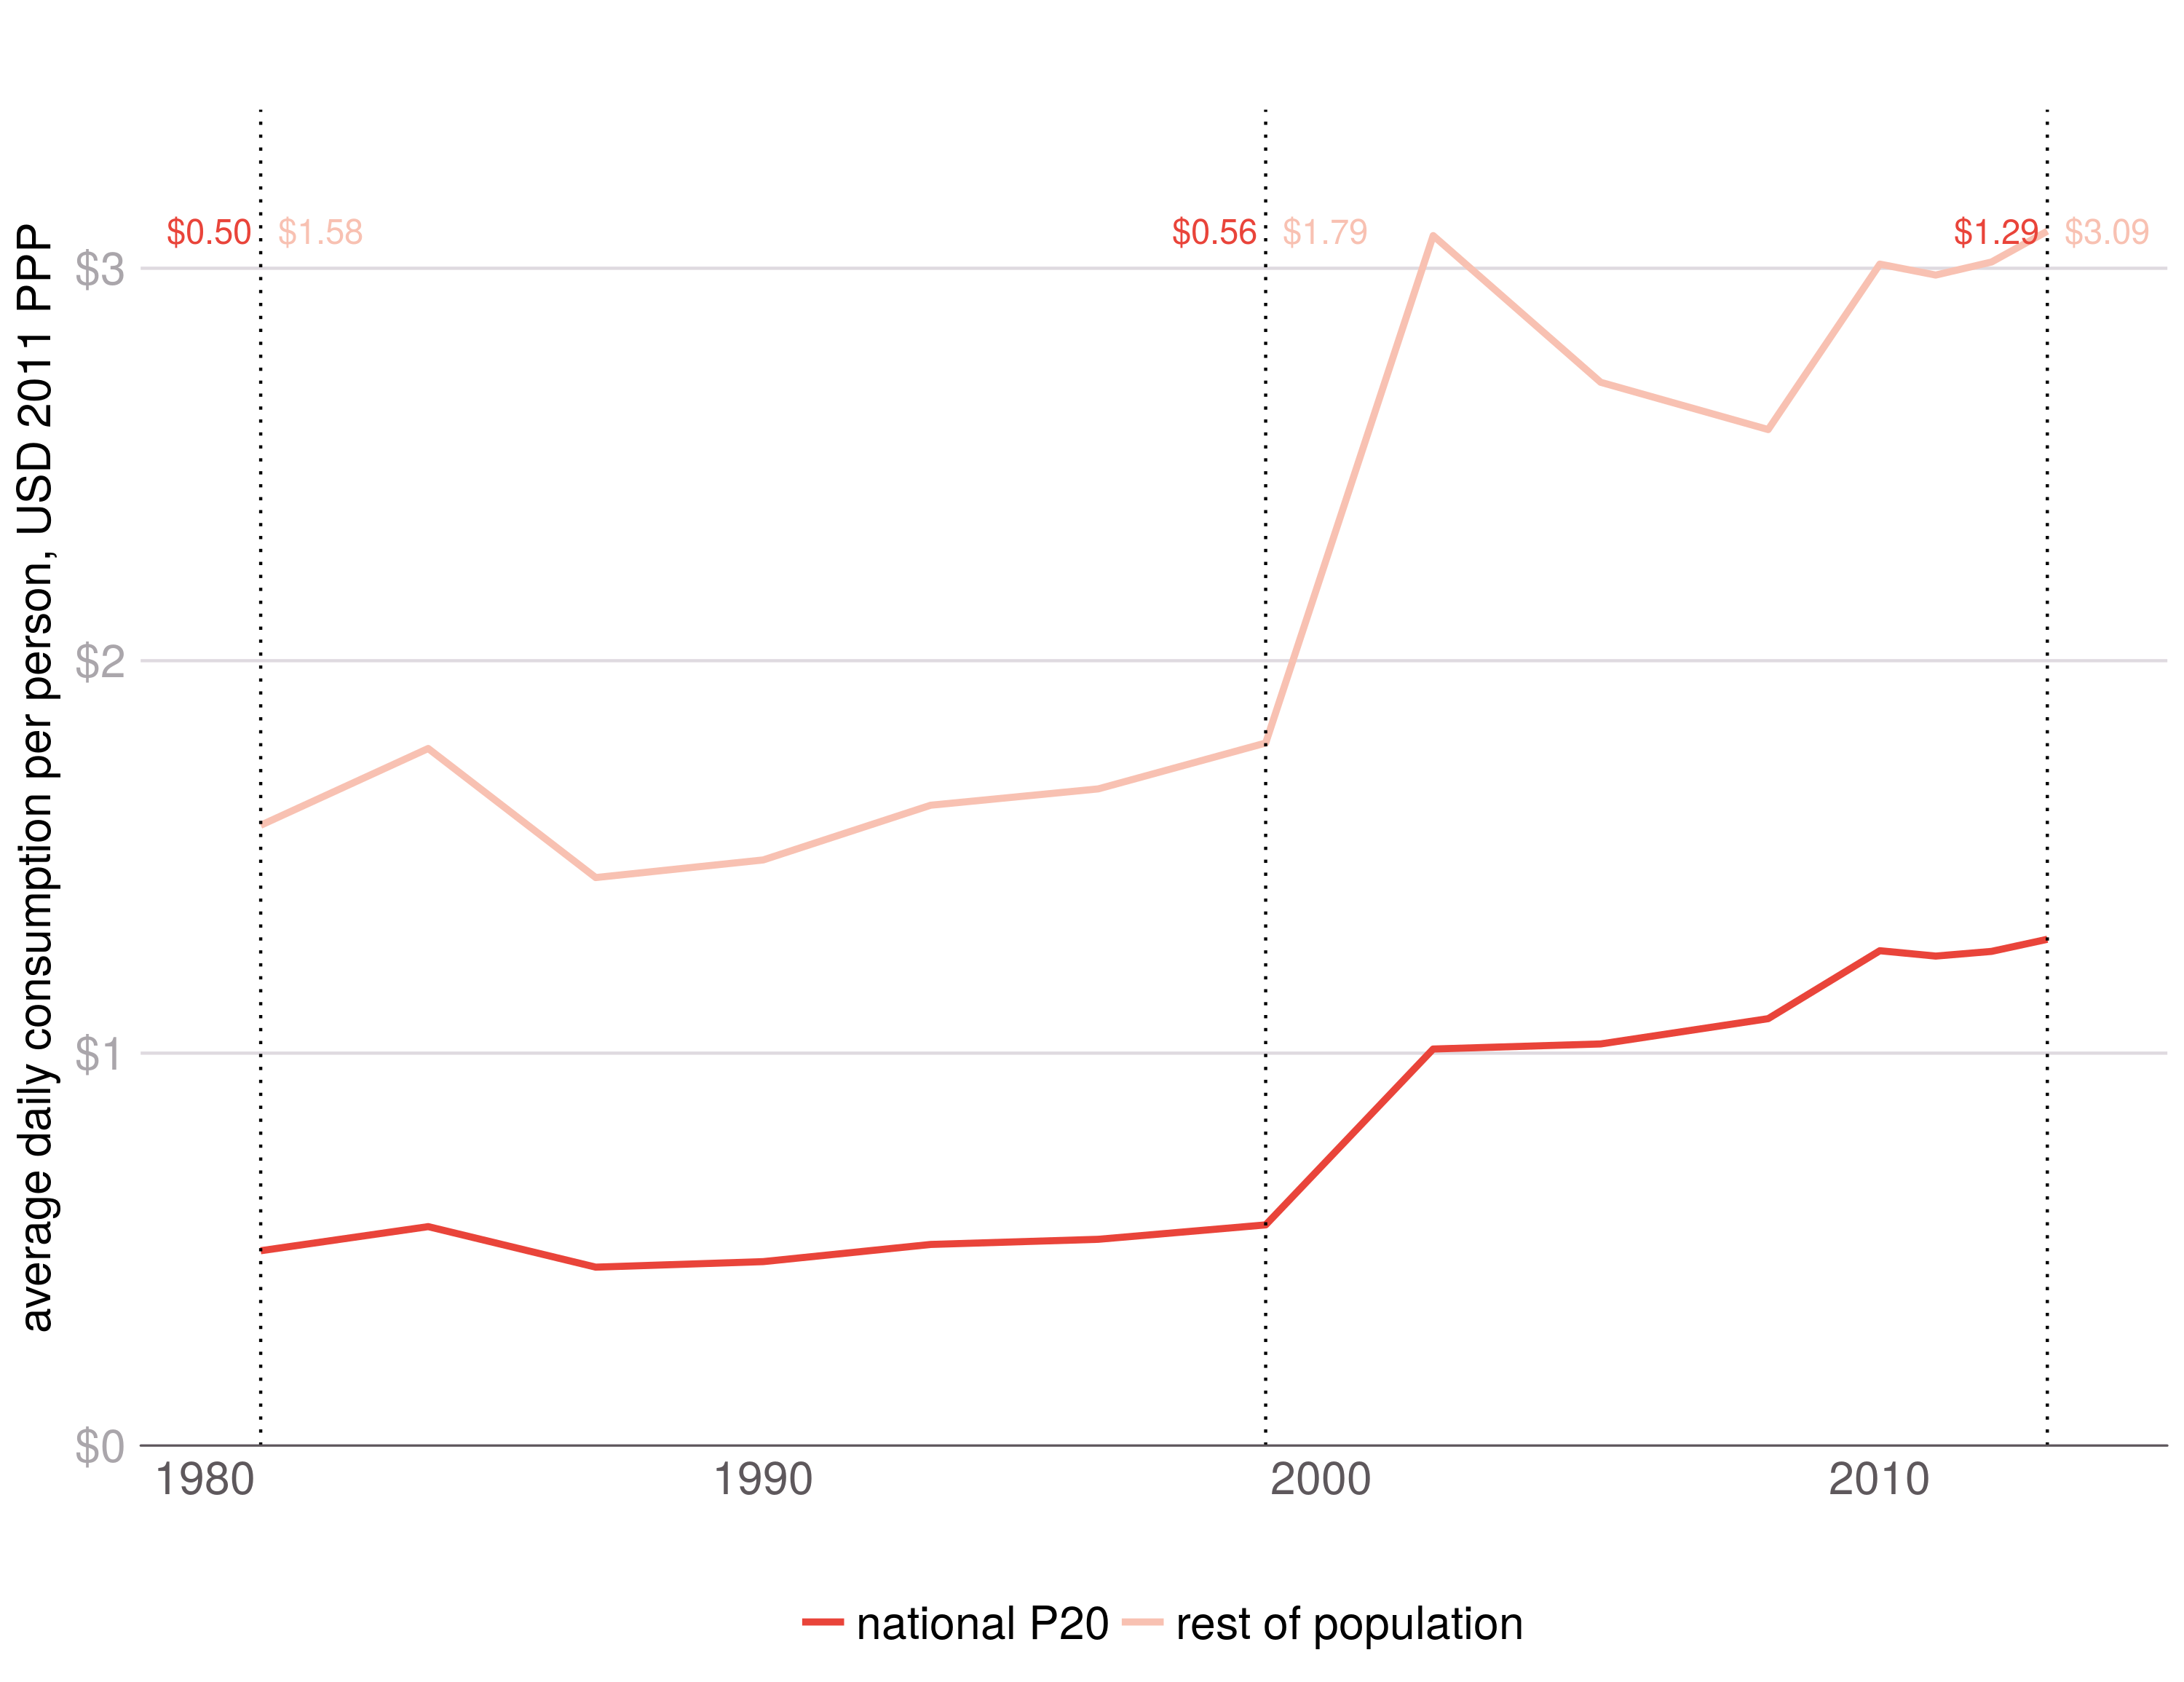 average daily consumption per person, USD 2011 PPP
$0.50 $1.58 $0.56 $1.79 $1.29 $3.09
$3
$2
$1
$0
1980 1990 2000 2010
national P20 rest of population